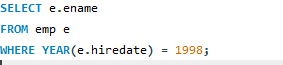 SELECT e.ename
FROM emp e
WHERE YEAR(e.hiredate) = 1998;